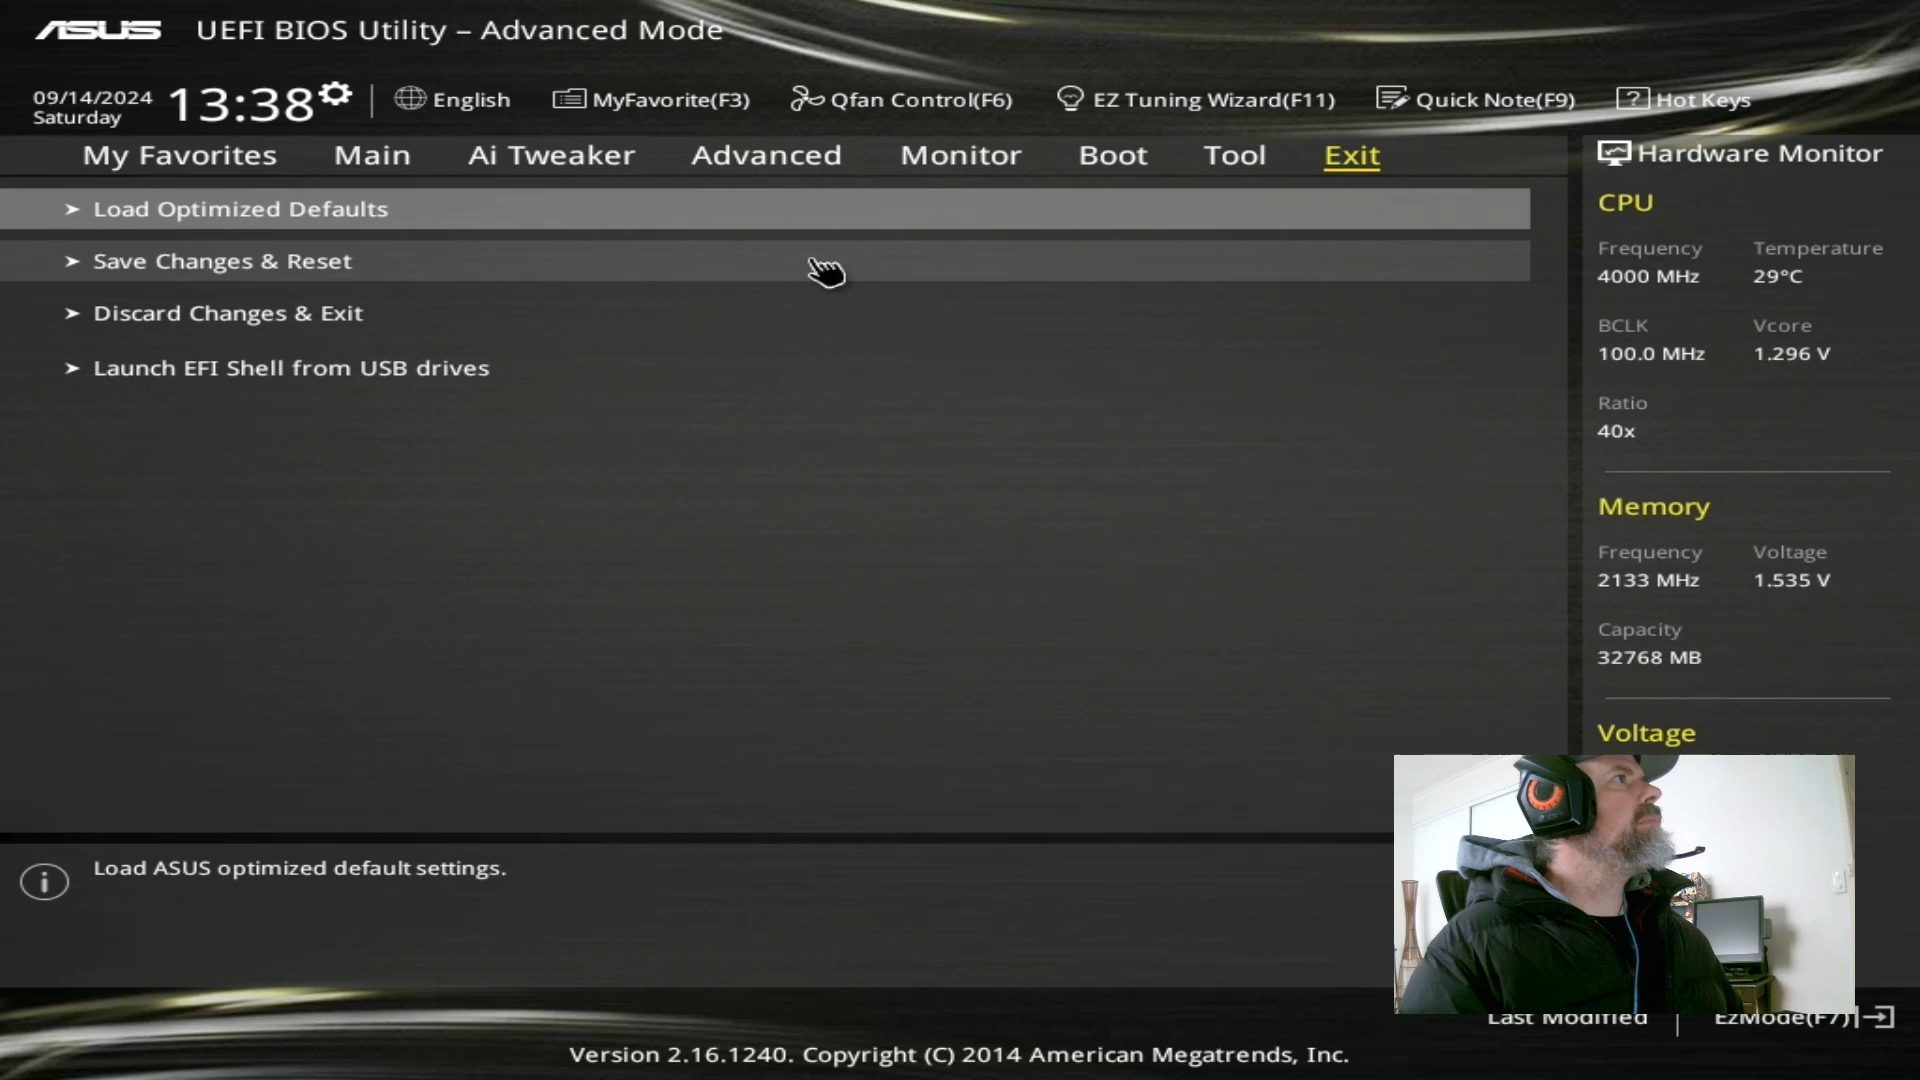 ASUS UEFI BIOS Utility – Advanced Mode
09/14/2024
Saturday
13:38
English
MyFavorite(F3)
Qfan Control(F6)
EZ Tuning Wizard(F11)
Quick Note(F9)
? Hot Keys
My Favorites
Main
Ai Tweaker
Advanced
Monitor
Boot
Tool
Exit
Load Optimized Defaults
Save Changes & Reset
Discard Changes & Exit
Launch EFI Shell from USB drives
Hardware Monitor
CPU
Frequency Temperature
4000 MHz 29°C
BCLK Vcore
100.0 MHz 1.296 V
Ratio
40x
Memory
Frequency Voltage
2133 MHz 1.535 V
Capacity
32768 MB
Voltage
i Load ASUS optimized default settings.
Last Modified
EzMode(F7)
Version 2.16.1240. Copyright (C) 2014 American Megatrends, Inc.